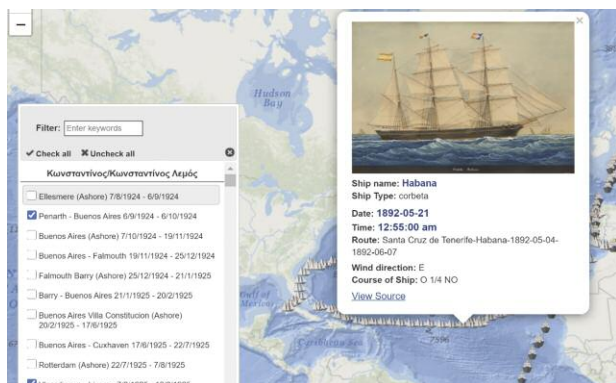 −
Hudson
Bay
Filter: Enter keywords
✔ Check all ✖ Uncheck all
Κωνσταντίνος/Κωνσταντίνος Λεμός
Ellesmere (Ashore) 7/8/1924 - 6/9/1924
Penarth - Buenos Aires 6/9/1924 - 6/10/1924
Buenos Aires (Ashore) 7/10/1924 - 19/11/1924
Buenos Aires - Falmouth 19/11/1924 - 25/12/1924
Falmouth Barry (Ashore) 25/12/1924 - 21/1/1925
Barry - Buenos Aires 21/1/1925 - 20/2/1925
Buenos Aires Villa Constitucion (Ashore)
20/2/1925 - 17/6/1925
Buenos Aires - Cuxhaven 17/6/1925 - 22/7/1925
Rotterdam (Ashore) 22/7/1925 - 7/8/1925
Ship name: Habana
Ship Type: corbeta
Date: 1892-05-21
Time: 12:55:00 am
Route: Santa Cruz de Tenerife-Habana-1892-05-04-
1892-06-07
Wind direction: E
Course of Ship: O 1/4 NO
View Source
Gulf of
Mexico
Caribbean Sea